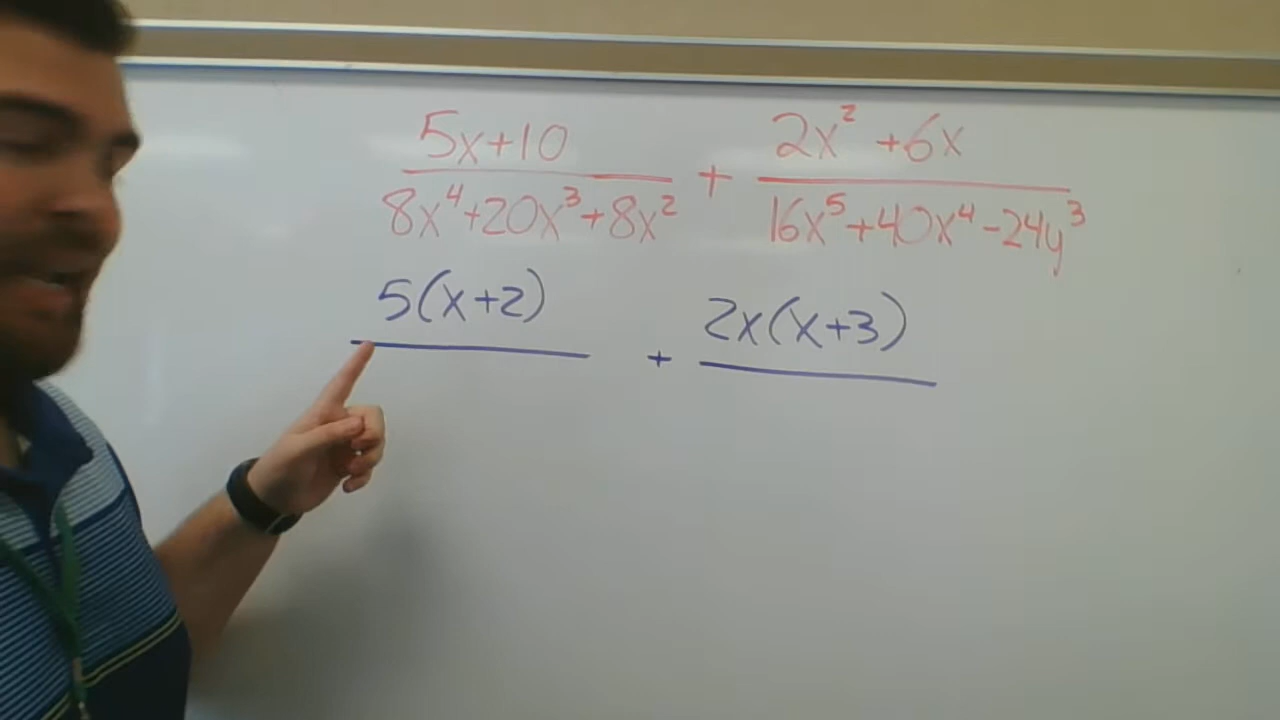 5x+10 + 2x² +6x
8x⁴+20x³+8x² 16x⁵+40x⁴-24y³
5(x+2) + 2x(x+3)